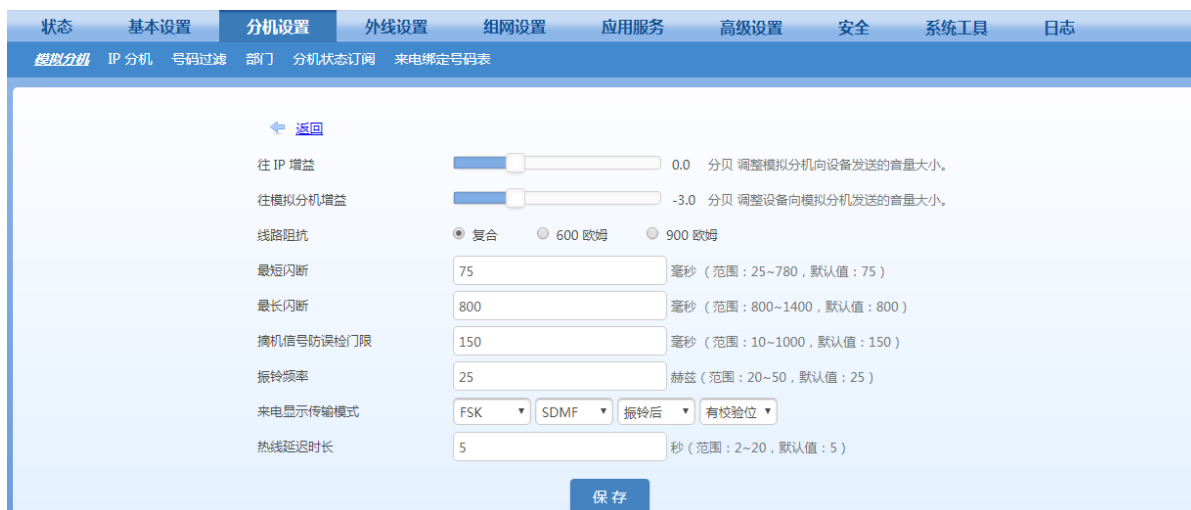 状态 基本设置 分机设置 外线设置 组网设置 应用服务 高级设置 安全 系统工具 日志
模拟分机 IP 分机 号码过滤 部门 分机状态订阅 来电绑定号码表
返回
往 IP 增益 0.0 分贝 调整模拟分机向设备发送的音量大小。
往模拟分机增益 -3.0 分贝 调整设备向模拟分机发送的音量大小。
线路阻抗 复合 600 欧姆 900 欧姆
最短闪断 75 毫秒 （范围：25~780，默认值：75）
最长闪断 800 毫秒 （范围：800~1400，默认值：800）
摘机信号防误检门限 150 毫秒 （范围：10~1000，默认值：150）
振铃频率 25 赫兹（范围：20~50，默认值：25）
来电显示传输模式 FSK SDMF 振铃后 有校验位
热线延迟时长 5 秒（范围：2~20，默认值：5）
保存